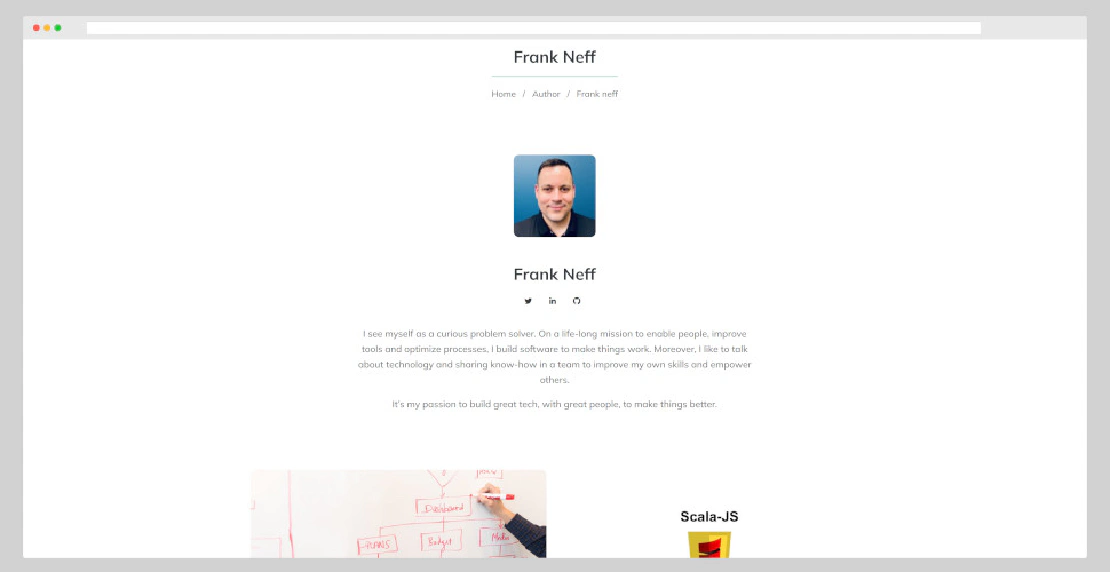 Frank Neff
Home / Author / Frank neff
Frank Neff
I see myself as a curious problem solver. On a life-long mission to enable people, improve
tools and optimize processes, I build software to make things work. Moreover, I like to talk
about technology and sharing know-how in a team to improve my own skills and empower
others.
It's my passion to build great tech, with great people, to make things better.
Dashboard
Budget
Scala-JS